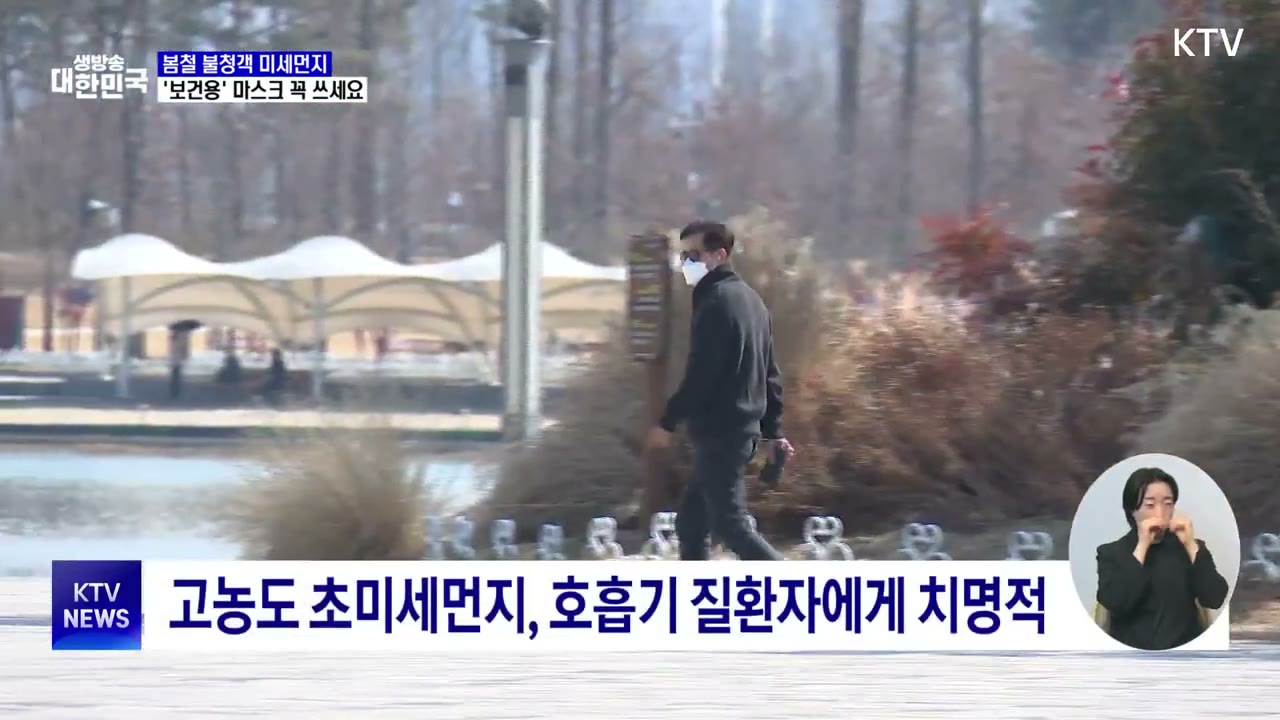 생방송
대한민국
봄철 불청객 미세먼지
'보건용' 마스크 꼭 쓰세요
KTV
KTV
NEWS
고농도 초미세먼지, 호흡기 질환자에게 치명적